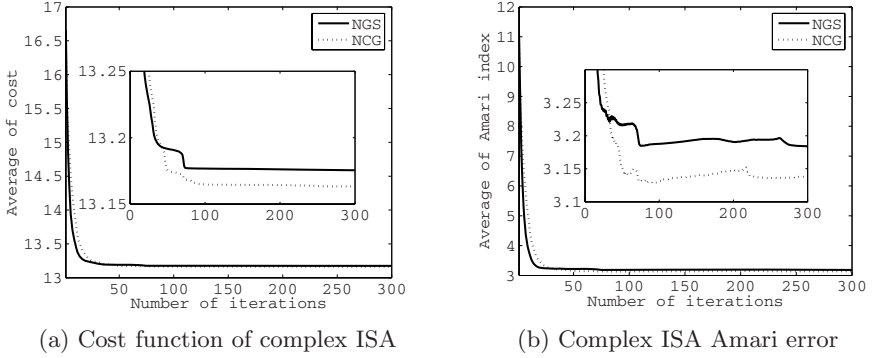 17
16
15.5
15
14.5
14
13.5
13
50 100 150 200 250 300
Average of cost
Number of iterations
NGS
NCG
13.25
13.2
13.15
0 100 200 300
(a) Cost function of complex ISA
12
11
10
9
8
7
6
5
4
3
50 100 150 200 250 300
Average of Amari index
Number of iterations
NGS
NCG
3.25
3.2
3.15
3.1
0 100 200 300
(b) Complex ISA Amari error